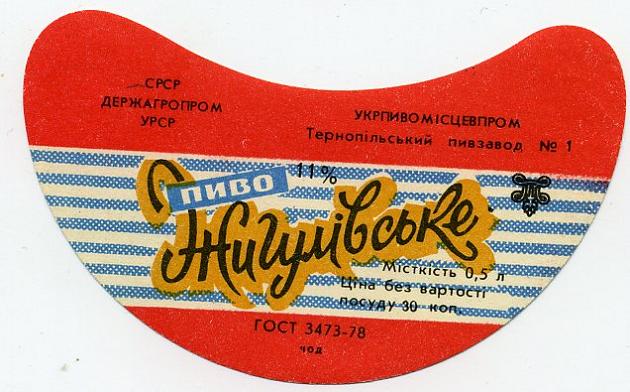 СРСР
ДЕРЖАГРОПРОМ
УРСР
УКРПИВОМІСЦЕВПРОМ
Тернопільський пивзавод № 1
11%
ПИВО
Жигулівське
Місткість 0,5 л
Ціна без вартості
посуду 30 коп.
ГОСТ 3473-78
чод